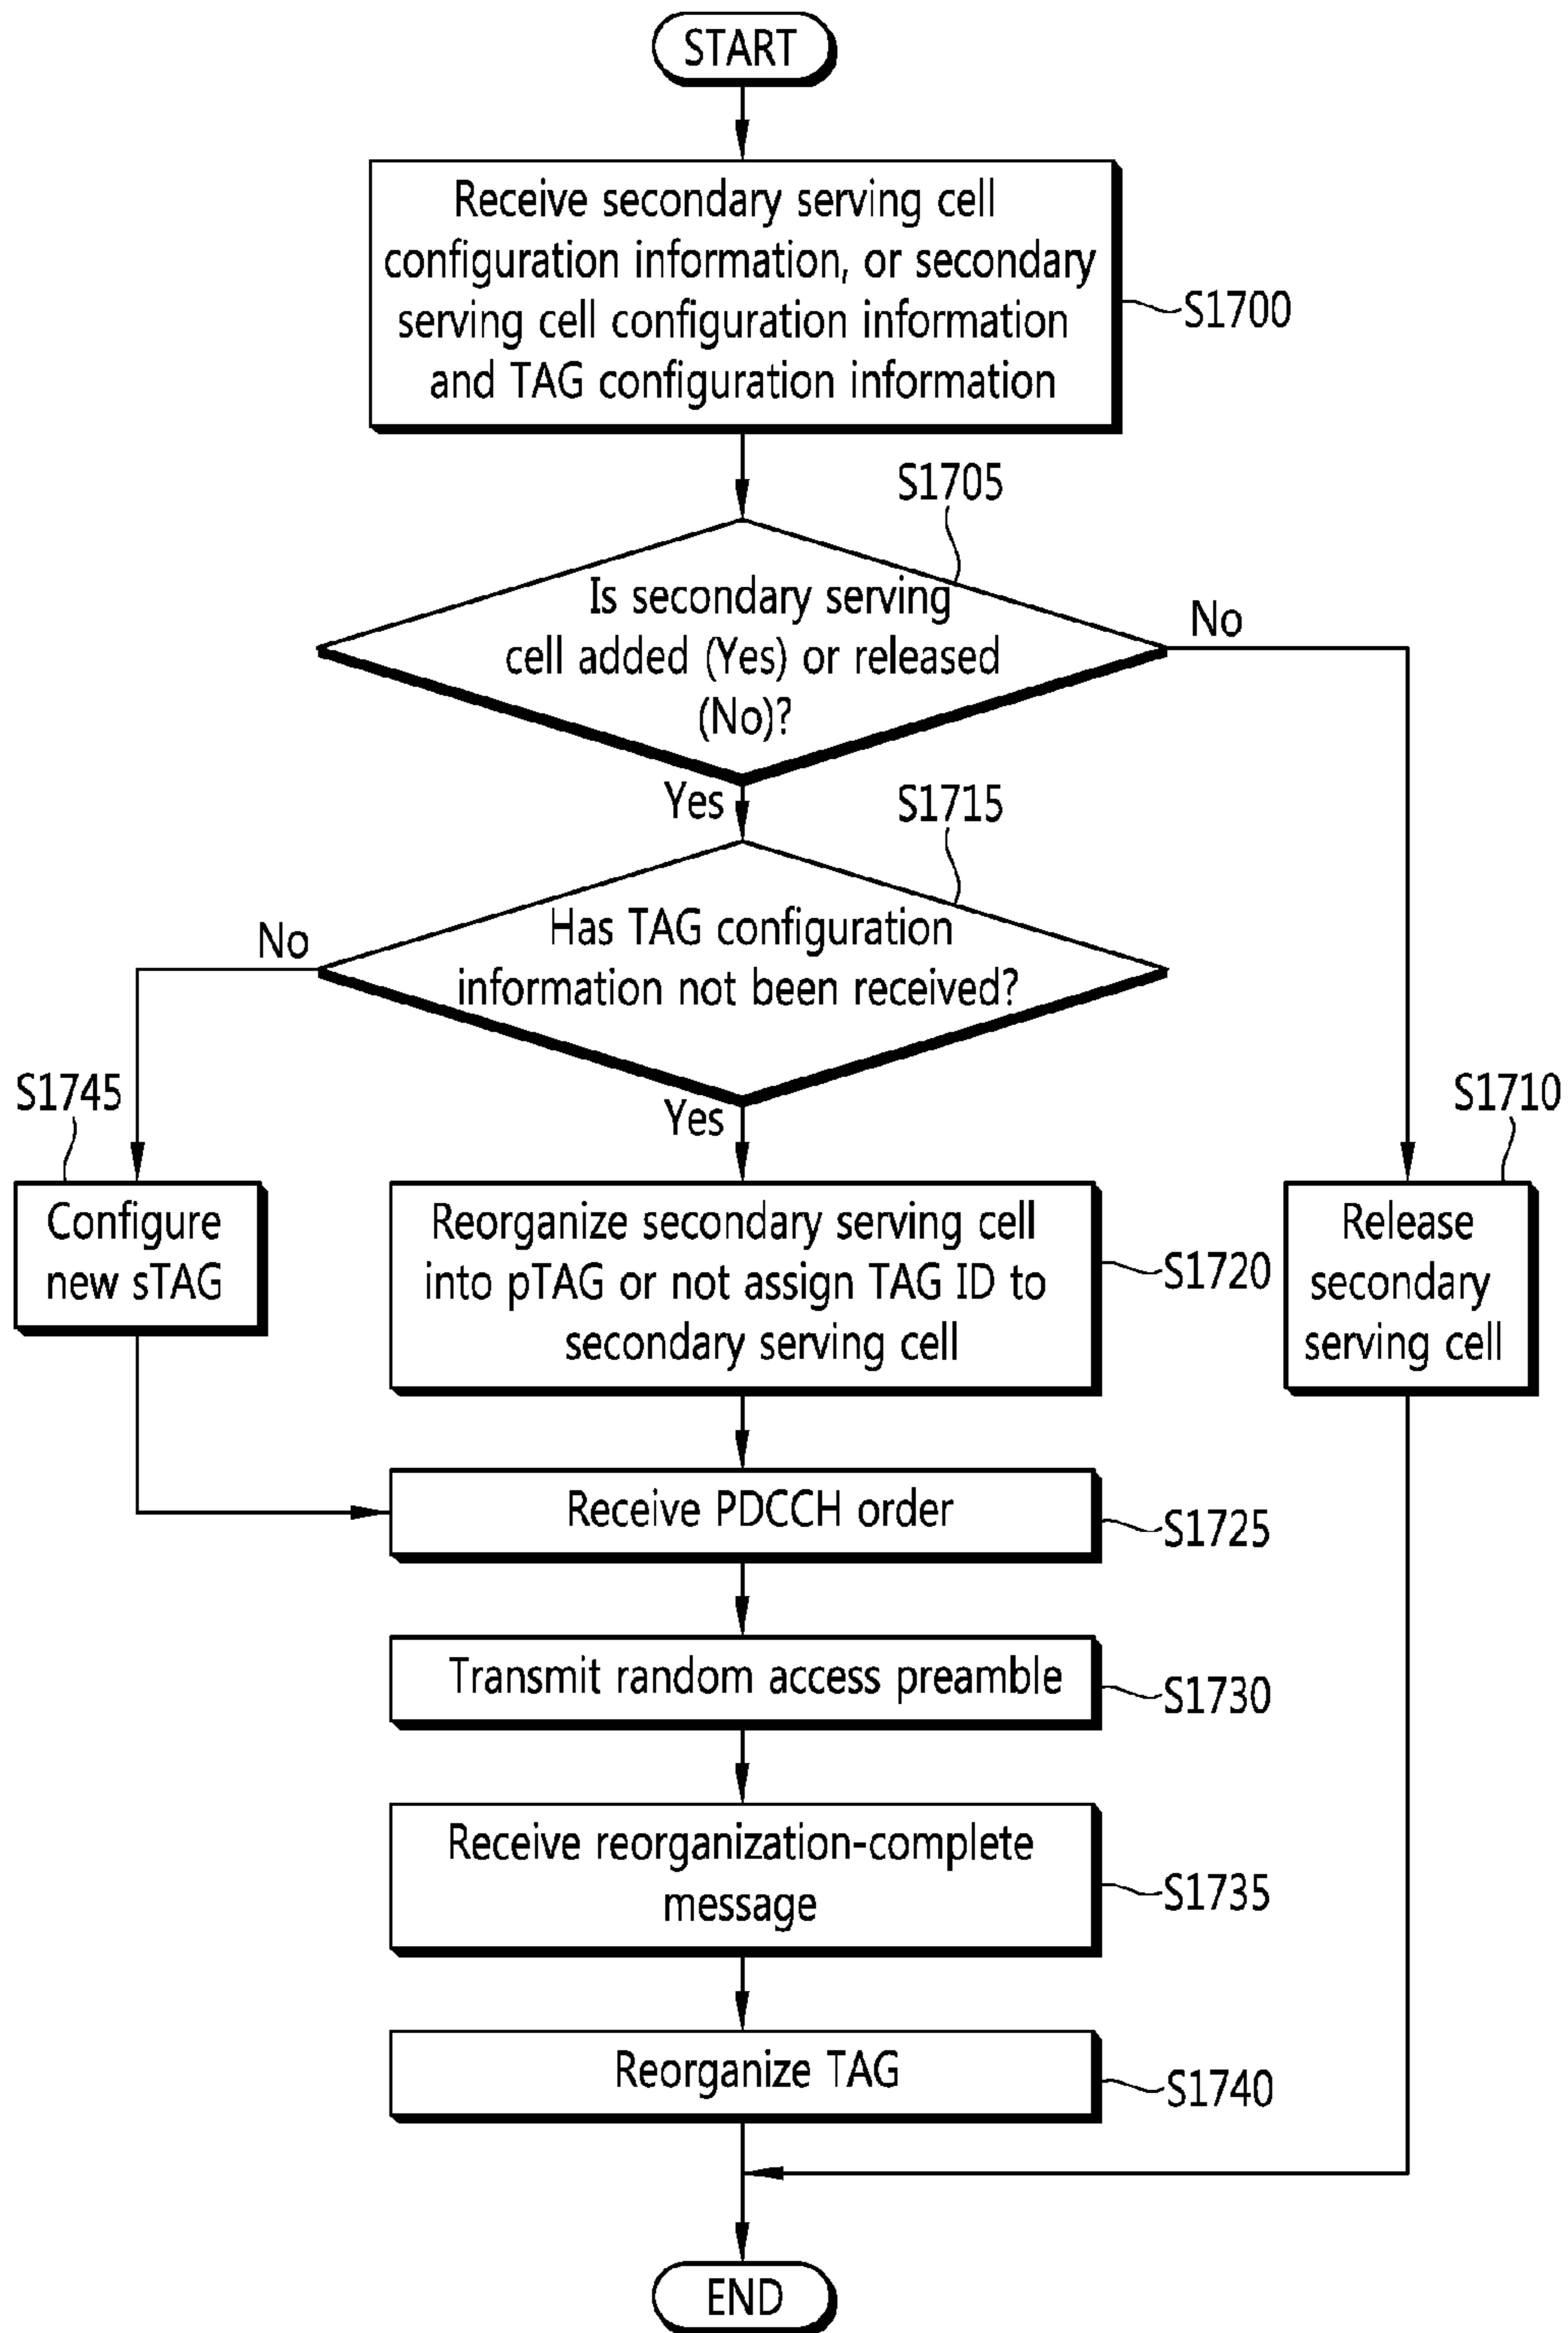 START
Receive secondary serving cell
configuration information, or secondary
serving cell configuration information
and TAG configuration information
S1700
S1705
Is secondary serving
cell added (Yes) or released
(No)?
No
Yes
S1715
Has TAG configuration
information not been received?
No
Yes
S1745
Configure
new sTAG
Reorganize secondary serving cell
into pTAG or not assign TAG ID to
secondary serving cell
S1720
S1710
Release
secondary
serving cell
Receive PDCCH order
S1725
Transmit random access preamble
S1730
Receive reorganization-complete
message
S1735
Reorganize TAG
S1740
END